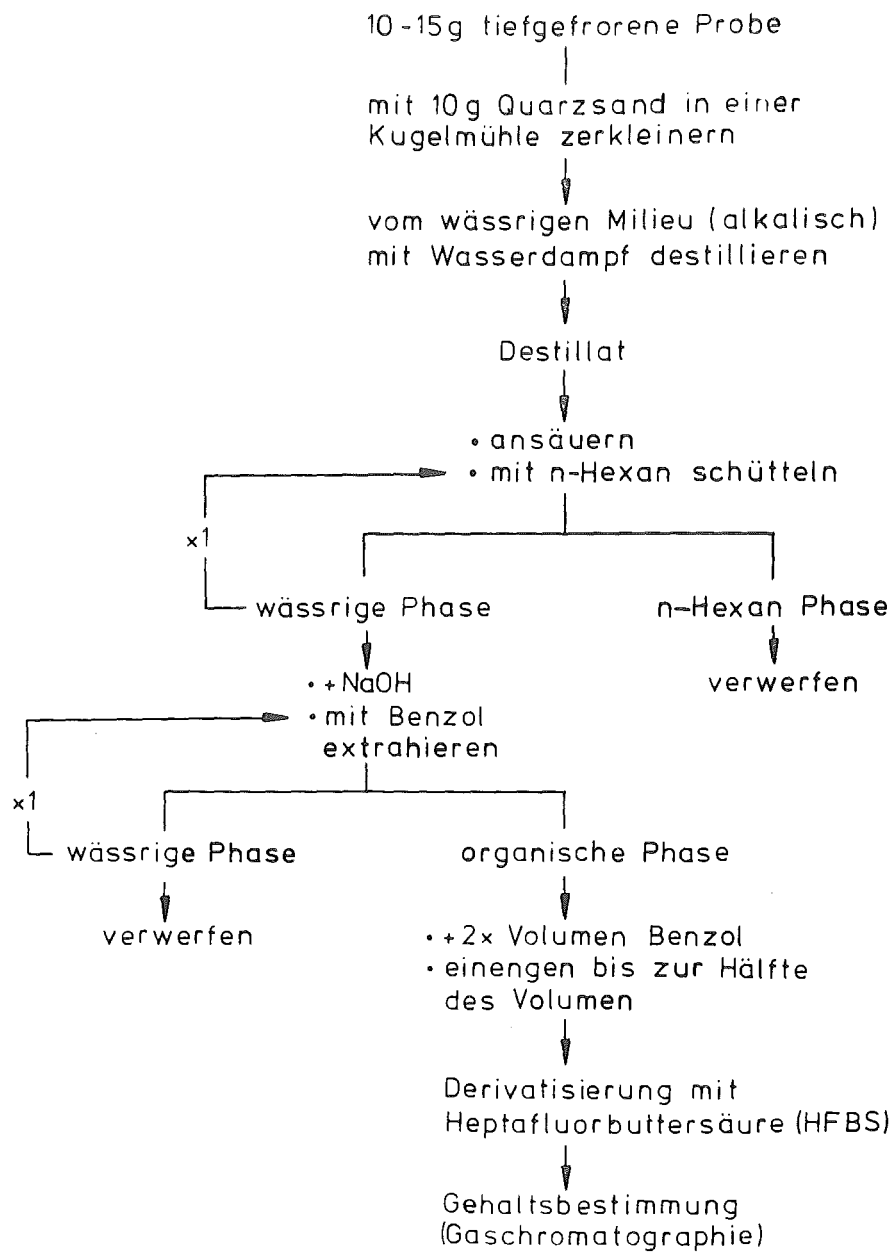 10-15g tiefgefrorene Probe
mit 10g Quarzsand in einer
Kugelmühle zerkleinern
vom wässrigen Milieu (alkalisch)
mit Wasserdampf destillieren
Destillat
• ansäuern
• mit n-Hexan schütteln
×1
wässrige Phase
n-Hexan Phase
• + NaOH
• mit Benzol
extrahieren
verwerfen
×1
wässrige Phase
organische Phase
verwerfen
• + 2× Volumen Benzol
• einengen bis zur Hälfte
des Volumen
Derivatisierung mit
Heptafluorbuttersäure (HFBS)
Gehaltsbestimmung
(Gaschromatographie)